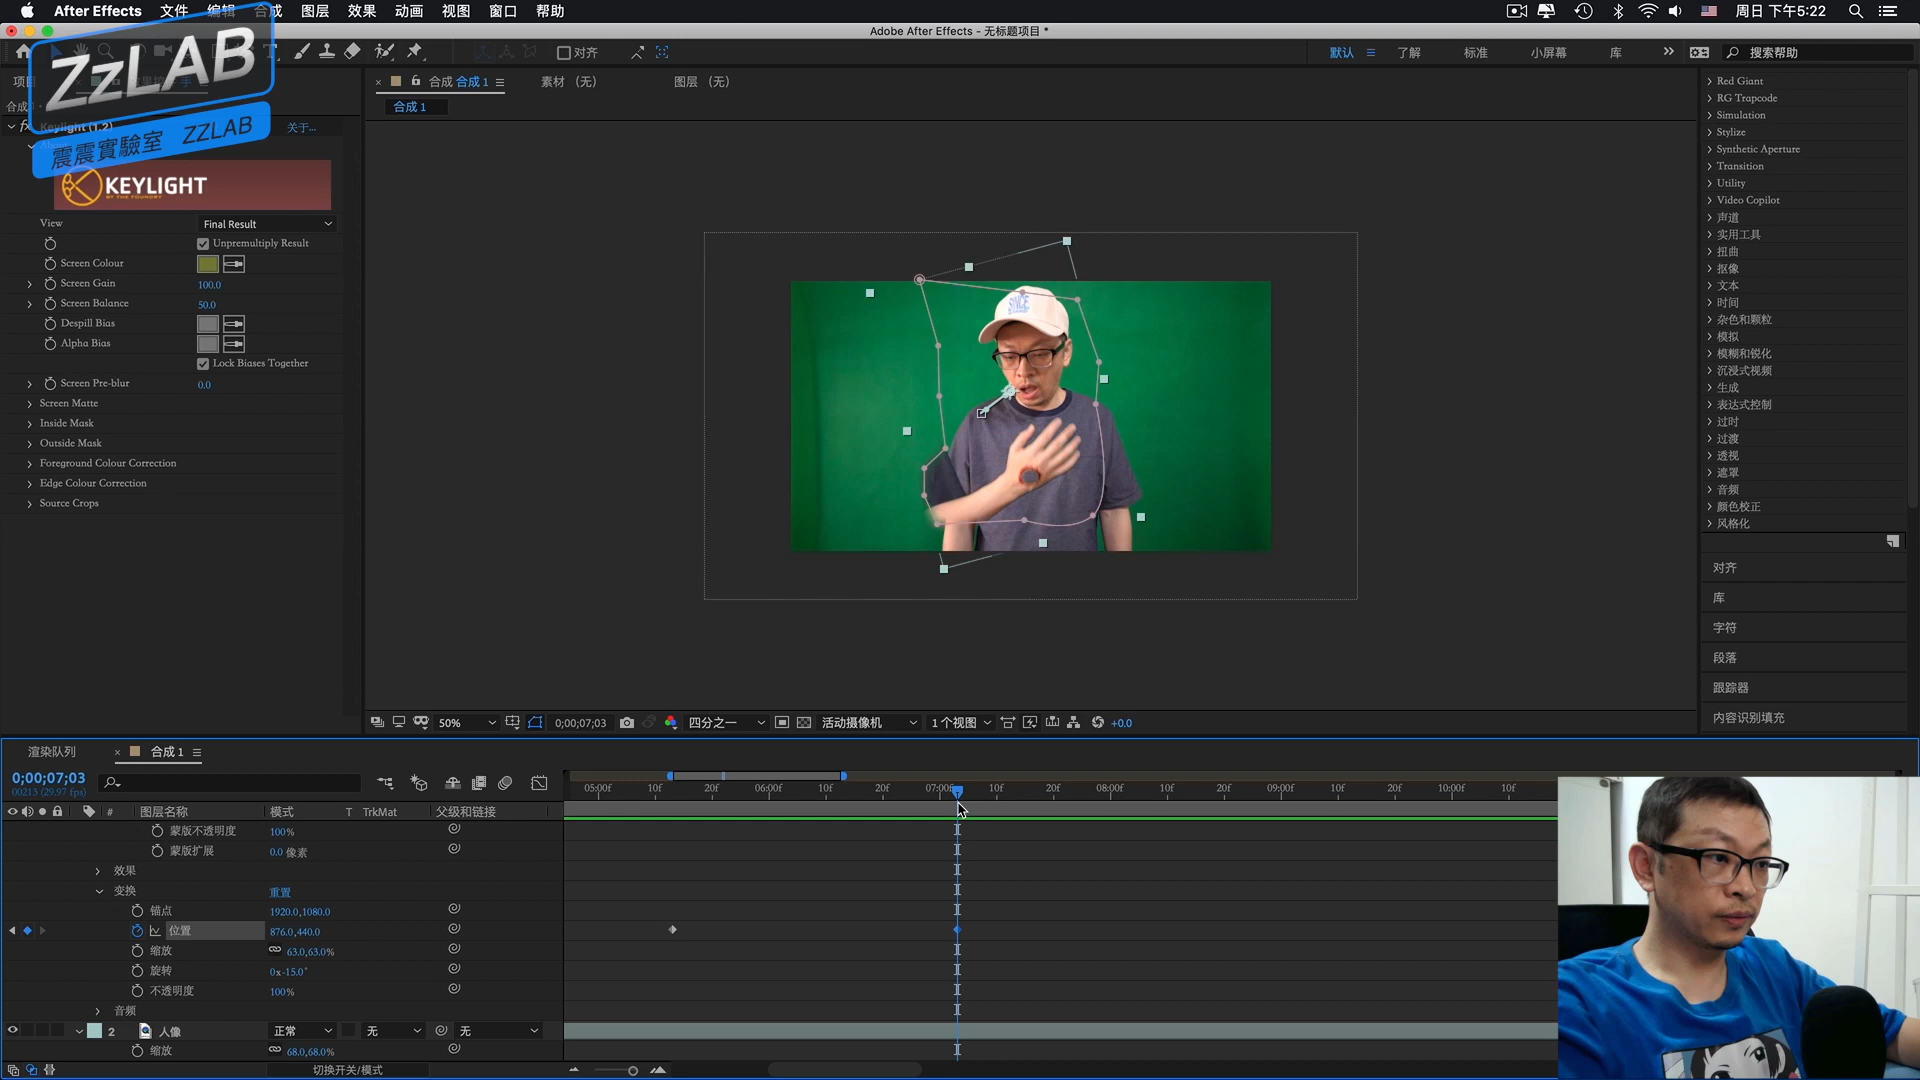 After Effects 文件 编辑 合成 图层 效果 动画 视图 窗口 帮助
周日 下午5:22
Adobe After Effects - 无标题项目 *
对齐
默认 了解 标准 小屏幕 库 搜索帮助
ZzLAB
震震實驗室 ZZLAB
合成 合成 1
素材 (无)
图层 (无)
合成 1
Keylight (1.2)
关于...
KEYLIGHT
BY THE FOUNDRY
View Final Result
Unpremultiply Result
Screen Colour
Screen Gain 100.0
Screen Balance 50.0
Despill Bias
Alpha Bias
Lock Biases Together
Screen Pre-blur 0.0
Screen Matte
Inside Mask
Outside Mask
Foreground Colour Correction
Edge Colour Correction
Source Crops
SINCE
Red Giant
RG Trapcode
Simulation
Stylize
Synthetic Aperture
Transition
Utility
Video Copilot
声道
实用工具
扭曲
抠像
文本
时间
杂色和颗粒
模拟
模糊和锐化
沉浸式视频
生成
表达式控制
过时
过渡
透视
遮罩
音频
颜色校正
风格化
对齐
库
字符
段落
跟踪器
内容识别填充
50% 0;00;07;03 四分之一 活动摄像机 1 个视图 +0.0
渲染队列 合成 1
0;00;07;03
00213 (29.97 fps)
05:00f 10f 20f 06:00f 10f 20f 07:00f 10f 20f 08:00f 10f 20f 09:00f 10f 20f 10:00f 10f
# 图层名称 模式 T TrkMat 父级和链接
蒙版不透明度 100%
蒙版扩展 0.0 像素
效果
变换 重置
锚点 1920.0,1080.0
位置 876.0,440.0
缩放 63.0,63.0%
旋转 0x-15.0°
不透明度 100%
音频
2 人像 正常 无 无
缩放 68.0,68.0%
切换开关/模式